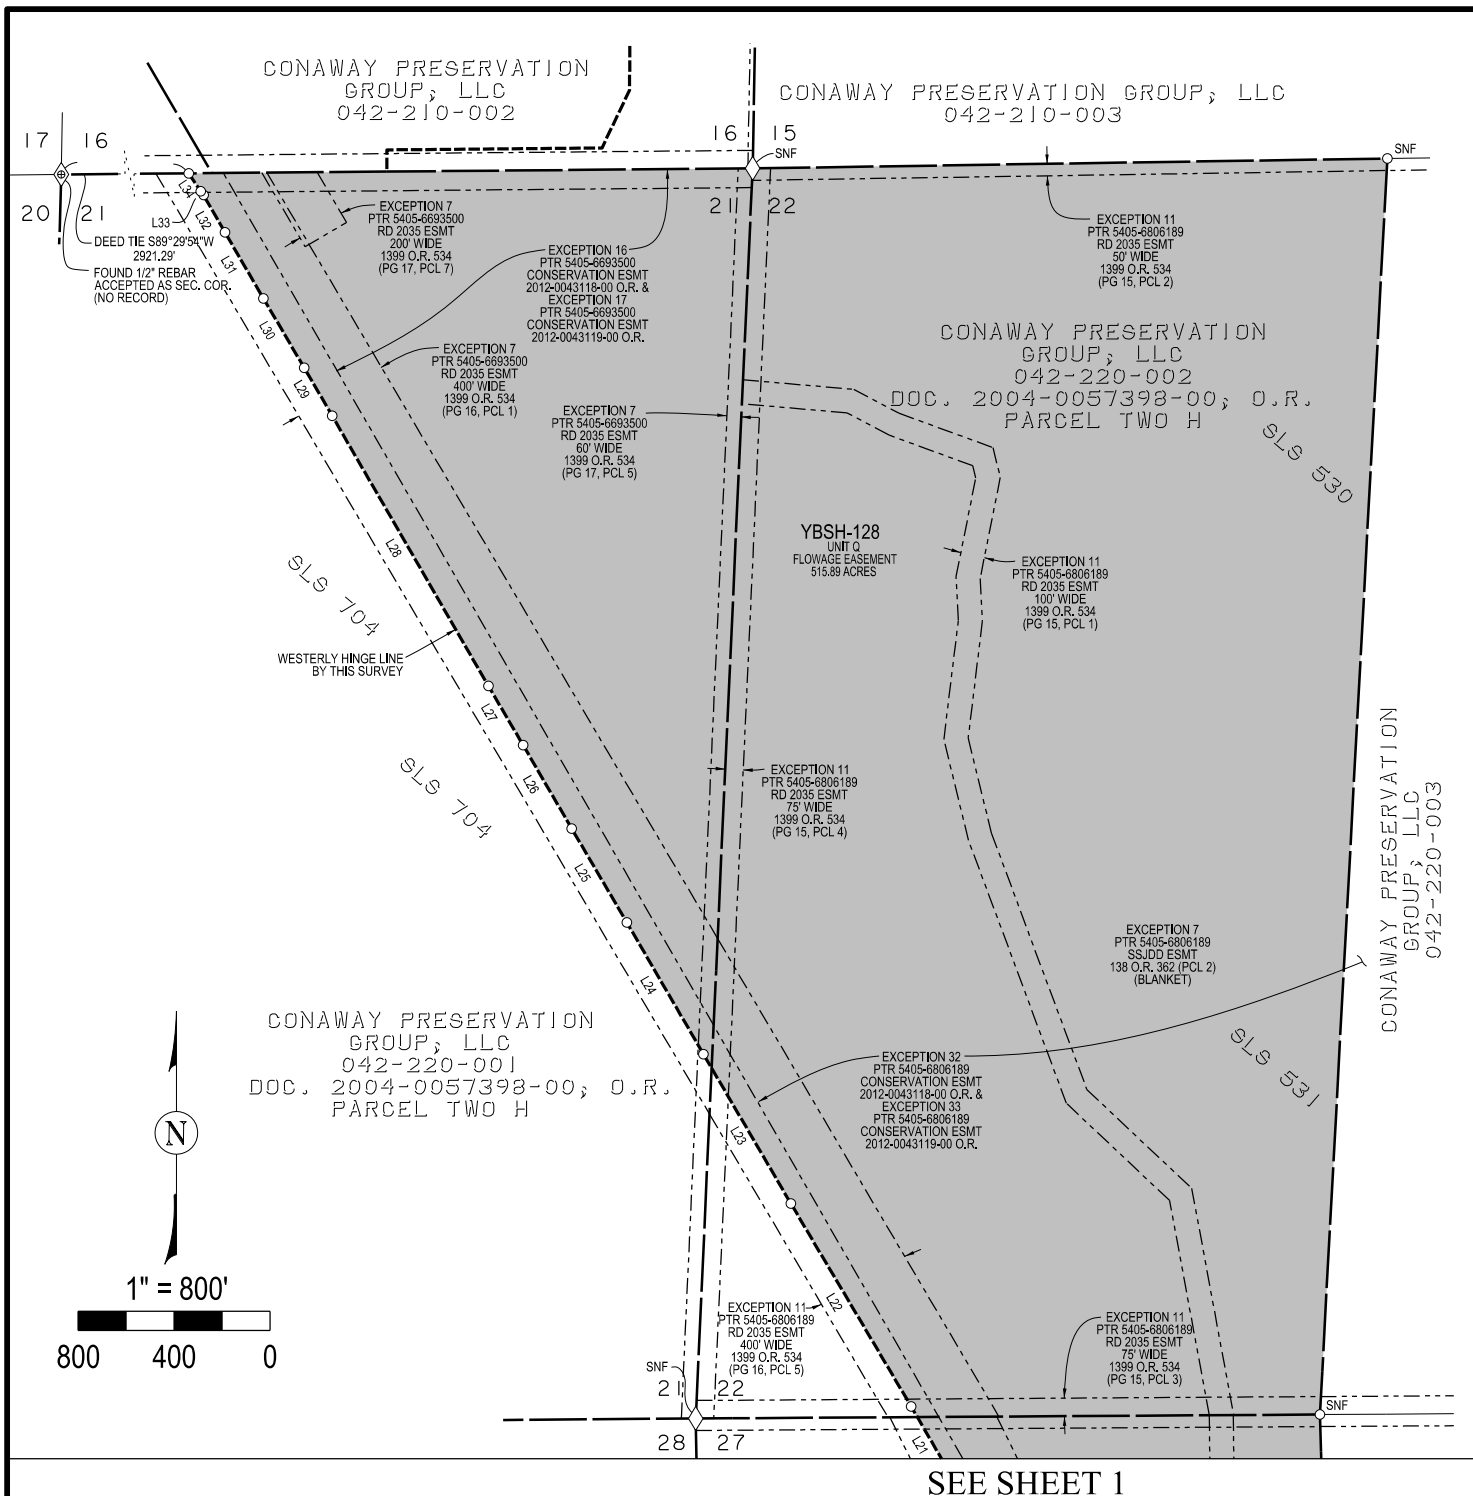 CONAWAY PRESERVATION
GROUP, LLC
042-210-002
CONAWAY PRESERVATION GROUP, LLC
042-210-003
17
16
20
21
16
15
SNF
21
22
SNF
L34
L33
L32
L31
L30
L29
L28
L27
L26
L25
L24
L23
L22
L21
DEED TIE S89°29'54"W
2921.29'
FOUND 1/2" REBAR
ACCEPTED AS SEC. COR.
(NO RECORD)
EXCEPTION 7
PTR 5405-6693500
RD 2035 ESMT
200' WIDE
1399 O.R. 534
(PG 17, PCL 7)
EXCEPTION 16
PTR 5405-6693500
CONSERVATION ESMT
2012-0043118-00 O.R. &
EXCEPTION 17
PTR 5405-6693500
CONSERVATION ESMT
2012-0043119-00 O.R.
EXCEPTION 11
PTR 5405-6806189
RD 2035 ESMT
50' WIDE
1399 O.R. 534
(PG 15, PCL 2)
EXCEPTION 7
PTR 5405-6693500
RD 2035 ESMT
400' WIDE
1399 O.R. 534
(PG 16, PCL 1)
EXCEPTION 7
PTR 5405-6693500
RD 2035 ESMT
60' WIDE
1399 O.R. 534
(PG 17, PCL 5)
CONAWAY PRESERVATION
GROUP, LLC
042-220-002
DOC. 2004-0057398-00, O.R.
PARCEL TWO H
SLS 530
YBSH-128
UNIT Q
FLOWAGE EASEMENT
515.89 ACRES
EXCEPTION 11
PTR 5405-6806189
RD 2035 ESMT
100' WIDE
1399 O.R. 534
(PG 15, PCL 1)
SLS 704
WESTERLY HINGE LINE
BY THIS SURVEY
SLS 704
EXCEPTION 11
PTR 5405-6806189
RD 2035 ESMT
75' WIDE
1399 O.R. 534
(PG 15, PCL 4)
CONAWAY PRESERVATION
GROUP, LLC
042-220-003
EXCEPTION 7
PTR 5405-6806189
SSJDD ESMT
138 O.R. 362 (PCL 2)
(BLANKET)
SLS 531
CONAWAY PRESERVATION
GROUP, LLC
042-220-001
DOC. 2004-0057398-00, O.R.
PARCEL TWO H
EXCEPTION 32
PTR 5405-6806189
CONSERVATION ESMT
2012-0043118-00 O.R. &
EXCEPTION 33
PTR 5405-6806189
CONSERVATION ESMT
2012-0043119-00 O.R.
N
1" = 800'
800 400 0
EXCEPTION 11
PTR 5405-6806189
RD 2035 ESMT
400' WIDE
1399 O.R. 534
(PG 16, PCL 5)
EXCEPTION 11
PTR 5405-6806189
RD 2035 ESMT
75' WIDE
1399 O.R. 534
(PG 15, PCL 3)
SNF
21
22
28
27
SNF
SEE SHEET 1